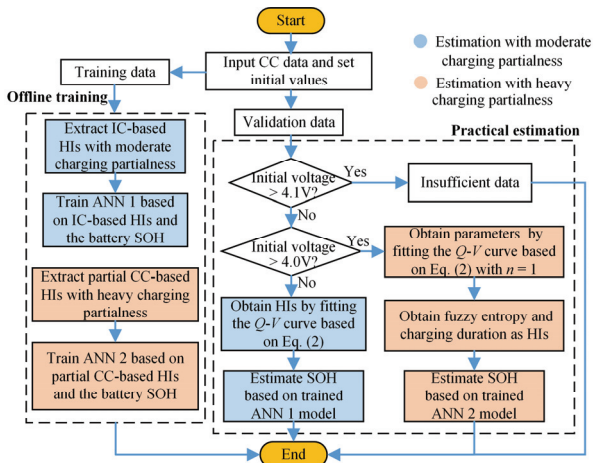 Start
Input CC data and set
initial values
Estimation with moderate
charging partialness
Estimation with heavy
charging partialness
Training data
Offline training
Validation data
Practical estimation
Extract IC-based
HIs with moderate
charging partialness
Train ANN 1 based
on IC-based HIs and
the battery SOH
Extract partial CC-based
HIs with heavy charging
partialness
Train ANN 2 based on
partial CC-based HIs
and the battery SOH
Initial voltage
> 4.1V?
Yes
Insufficient data
No
Initial voltage
> 4.0V?
Yes
Obtain parameters by
fitting the Q-V curve based
on Eq. (2) with n = 1
No
Obtain HIs by fitting
the Q-V curve based
on Eq. (2)
Obtain fuzzy entropy and
charging duration as HIs
Estimate SOH
based on trained
ANN 1 model
Estimate SOH
based on trained
ANN 2 model
End